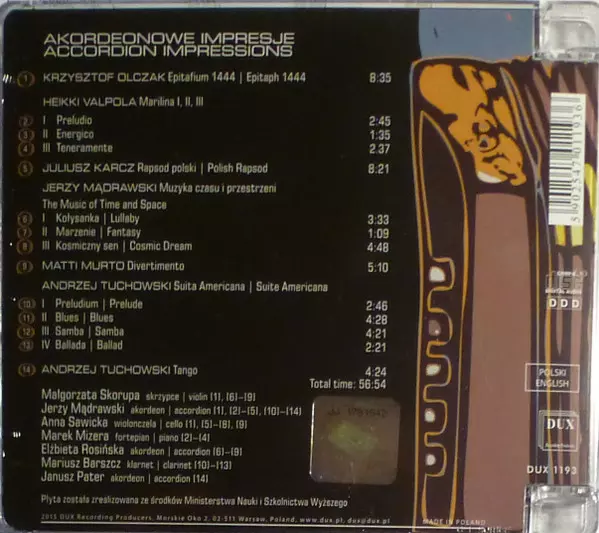 AKORDEONOWE IMPRESJE
ACCORDION IMPRESSIONS
1 KRZYSZTOF OLCZAK Epitafium 1444 | Epitaph 1444 8:35
HEIKKI VALPOLA Marilina I, II, III
2 I Preludio 2:45
3 II Energico 1:35
4 III Teneramente 2.37
5 JULIUSZ KARCZ Rapsod polski | Polish Rapsod 8:21
JERZY MĄDRAWSKI Muzyka czasu i przestrzeni
The Music of Time and Space
6 I Kołysanka | Lullaby 3:33
7 II Marzenie | Fantasy 1:09
8 III Kosmiczny sen | Cosmic Dream 4:48
9 MATTI MURTO Divertimento 5:10
ANDRZEJ TUCHOWSKI Suita Americana | Suite Americana
10 I Preludium | Prelude 2:46
11 II Blues | Blues 4:28
12 III Samba | Samba 4:21
13 IV Ballada | Ballad 2:21
14 ANDRZEJ TUCHOWSKI Tango 4:24
Total time: 56:54
Małgorzata Skorupa skrzypce | violin (1), (6)-(9)
Jerzy Mądrawski akordeon | accordion (1), (2)-(5), (10)-(14)
Anna Sawicka wiolonczela | cello (1), (5), (6)-(8), (11)
Marek Mizera fortepian | piano (2)-(4)
Elżbieta Rosińska akordeon | accordion (6)-(9)
Mariusz Barszcz klarnet | clarinet (10)-(13)
Janusz Pater akordeon | accordion (14)
Płyta została zrealizowana ze środków Ministerstwa Nauki i Szkolnictwa Wyższego
2015 DUX Recording Producers, Morskie Oko 2, 02-511 Warsaw, Poland, www.dux.pl, dux@dux.pl
MADE IN POLAND
5 902547 011936
DDD
POLSKI
ENGLISH
DUX
DUX 1193